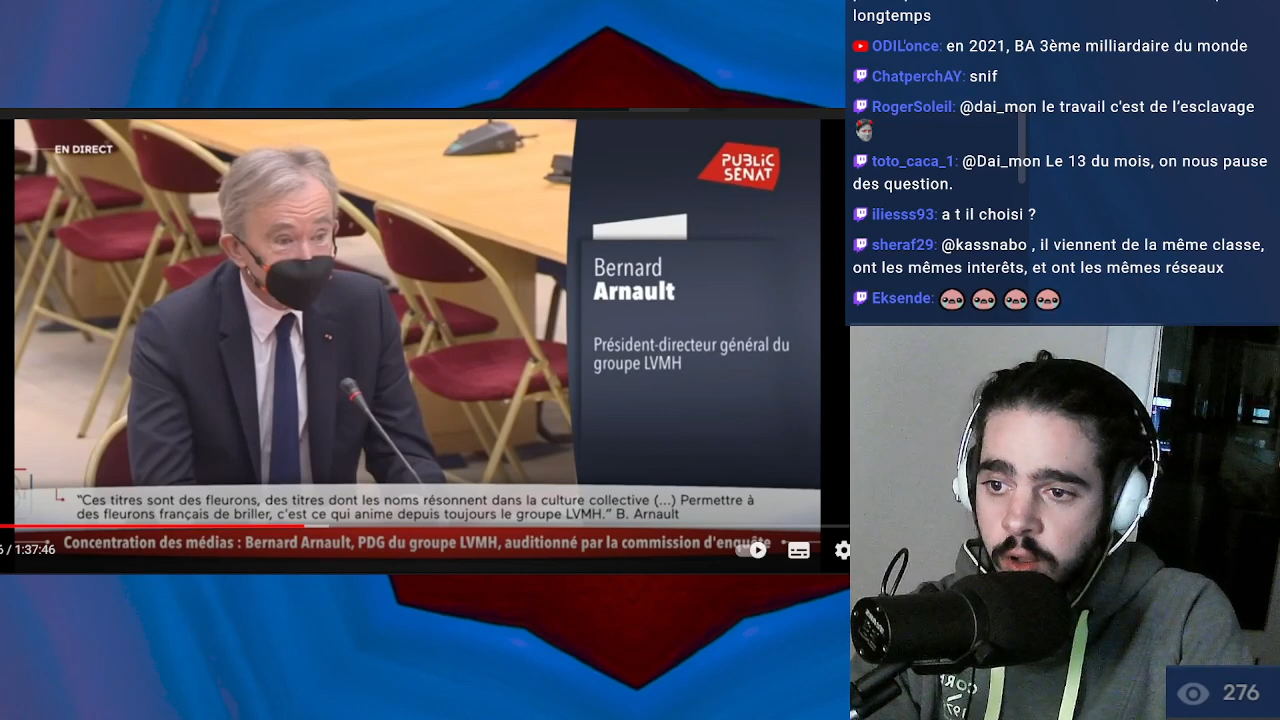 longtemps
ODIL'once: en 2021, BA 3ème milliardaire du monde
ChatperchAY: snif
RogerSoleil: @dai_mon le travail c'est de l'esclavage
toto_caca_1: @Dai_mon Le 13 du mois, on nous pause
des question.
iliesss93: a t il choisi ?
sheraf29: @kassnabo , il viennent de la même classe,
ont les mêmes interêts, et ont les mêmes réseaux
Eksende:
EN DIRECT
PUBLIC
SÉNAT
Bernard
Arnault
Président-directeur général du
groupe LVMH
"Ces titres sont des fleurons, des titres dont les noms résonnent dans la culture collective (...) Permettre à
des fleurons français de briller, c'est ce qui anime depuis toujours le groupe LVMH." B. Arnault
/ 1:37:46
Concentration des médias : Bernard Arnault, PDG du groupe LVMH, auditionné par la commission d'enquête
276